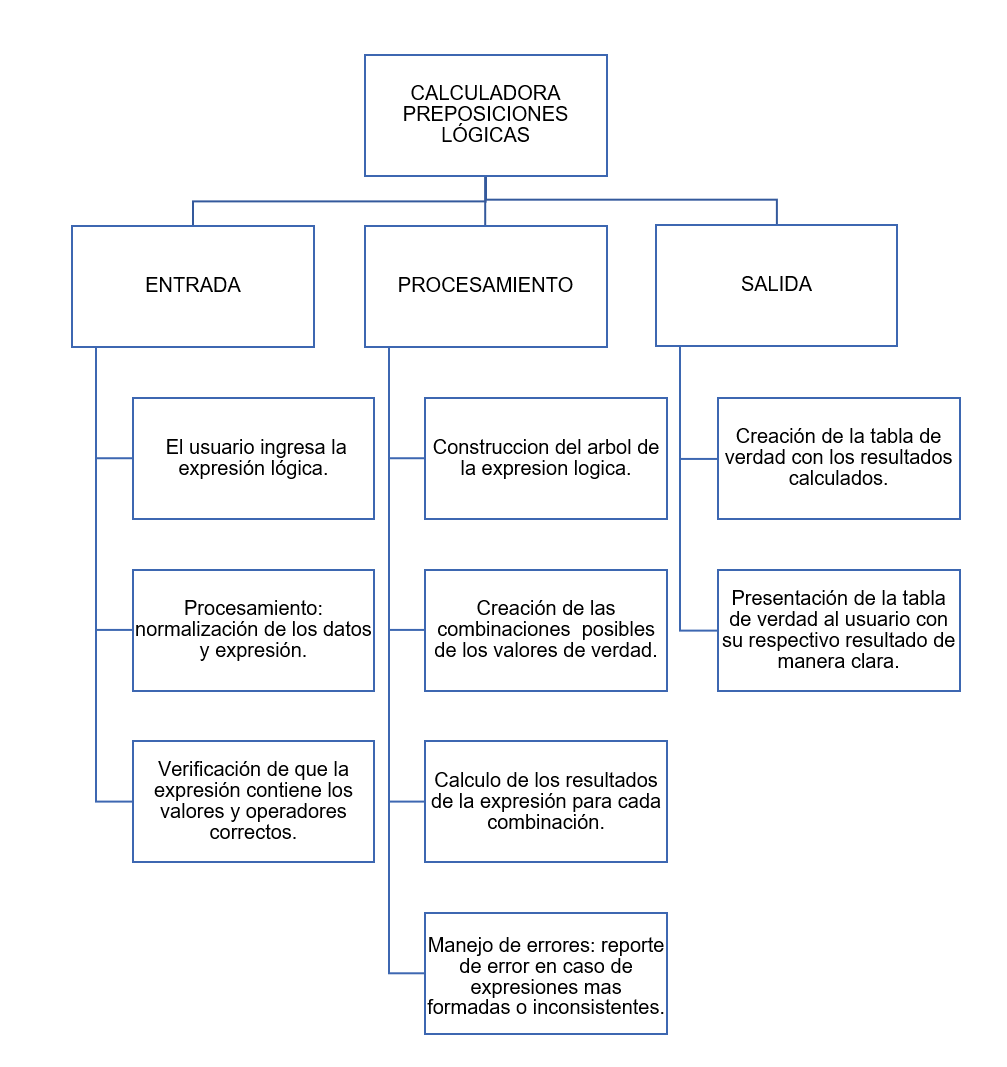 CALCULADORA
PREPOSICIONES
LÓGICAS
ENTRADA
PROCESAMIENTO
SALIDA
El usuario ingresa la
expresión lógica.
Procesamiento:
normalización de los datos
y expresión.
Verificación de que la
expresión contiene los
valores y operadores
correctos.
Construccion del arbol de
la expresion logica.
Creación de las
combinaciones  posibles
de los valores de verdad.
Calculo de los resultados
de la expresión para cada
combinación.
Manejo de errores: reporte
de error en caso de
expresiones mas
formadas o inconsistentes.
Creación de la tabla de
verdad con los resultados
calculados.
Presentación de la tabla
de verdad al usuario con
su respectivo resultado de
manera clara.